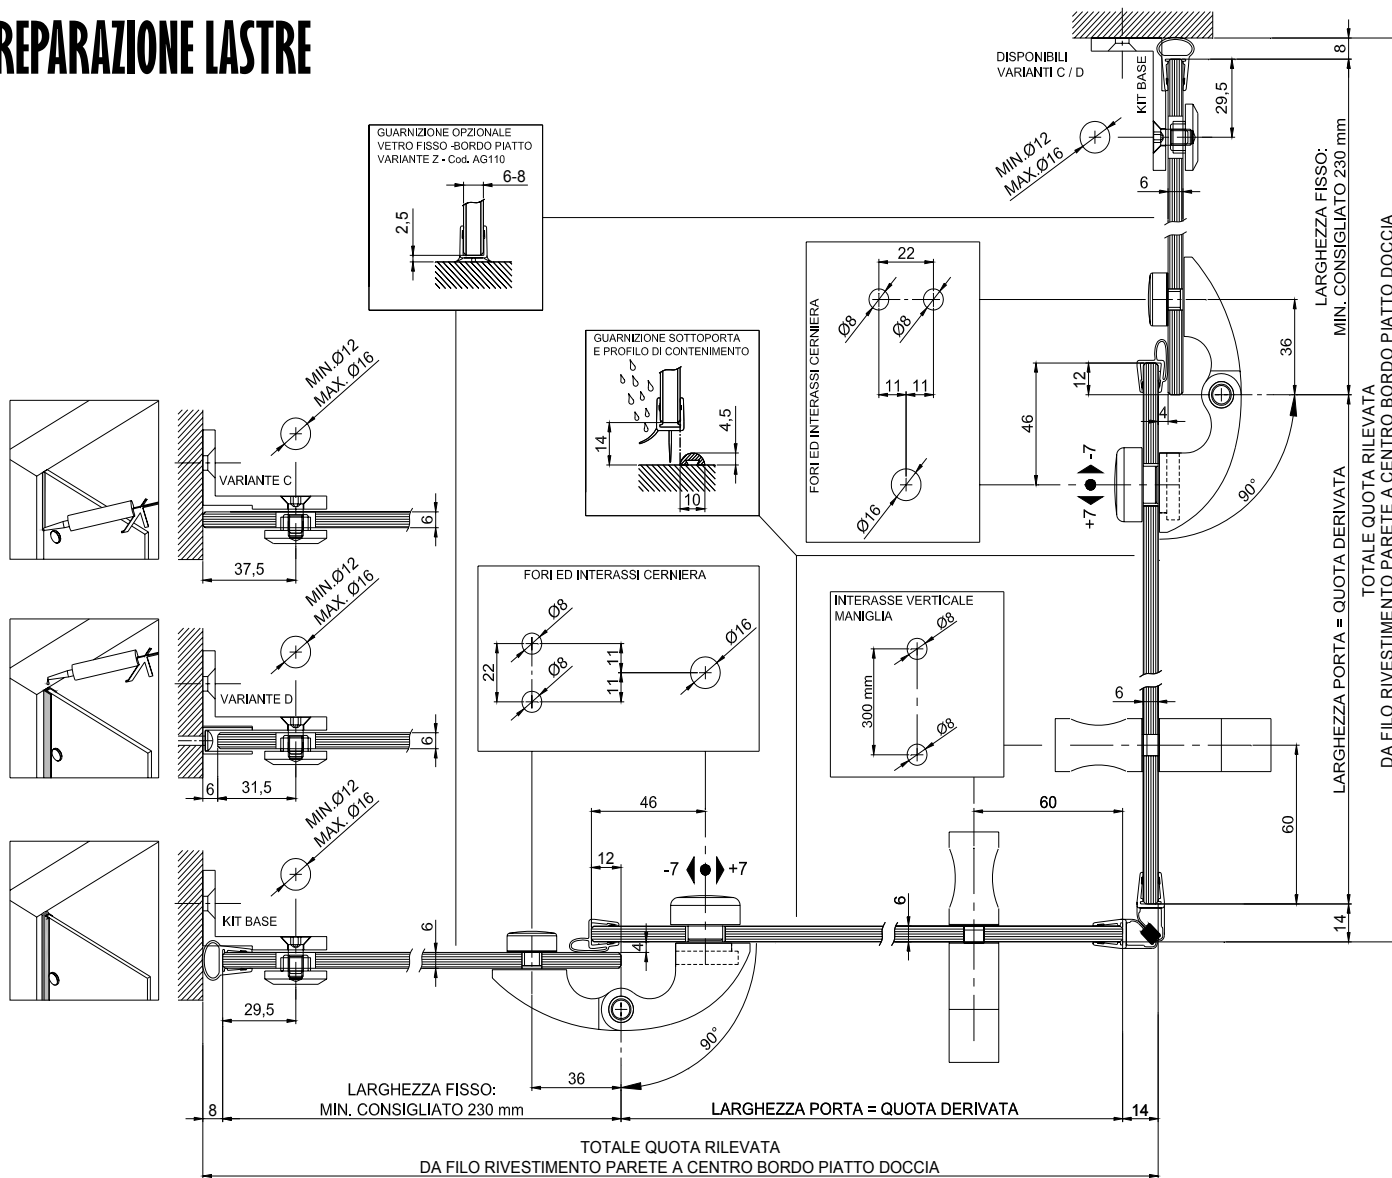 REPARAZIONE LASTRE
DISPONIBILI
VARIANTI C / D
KIT BASE
8
29,5
MIN.Ø12
MAX.Ø16
6
LARGHEZZA FISSO:
MIN. CONSIGLIATO 230 mm
GUARNIZIONE OPZIONALE
VETRO FISSO -BORDO PIATTO
VARIANTE Z - Cod. AG110
6-8
2,5
FORI ED INTERASSI CERNIERA
22
Ø8
Ø8
11
11
Ø16
36
GUARNIZIONE SOTTOPORTA
E PROFILO DI CONTENIMENTO
14
4,5
10
12
46
4
-7
+7
90°
MIN.Ø12
MAX. Ø16
VARIANTE C
6
37,5
MIN.Ø12
MAX. Ø16
VARIANTE D
6
6
31,5
MIN.Ø12
MAX. Ø16
KIT BASE
6
29,5
FORI ED INTERASSI CERNIERA
Ø8
Ø8
22
11
11
Ø16
INTERASSE VERTICALE
MANIGLIA
Ø8
300 mm
Ø8
6
60
14
LARGHEZZA PORTA = QUOTA DERIVATA
TOTALE QUOTA RILEVATA
DA FILO RIVESTIMENTO PARETE A CENTRO BORDO PIATTO DOCCIA
46
60
12
-7
+7
6
4
90°
36
LARGHEZZA FISSO:
MIN. CONSIGLIATO 230 mm
8
LARGHEZZA PORTA = QUOTA DERIVATA
14
TOTALE QUOTA RILEVATA
DA FILO RIVESTIMENTO PARETE A CENTRO BORDO PIATTO DOCCIA